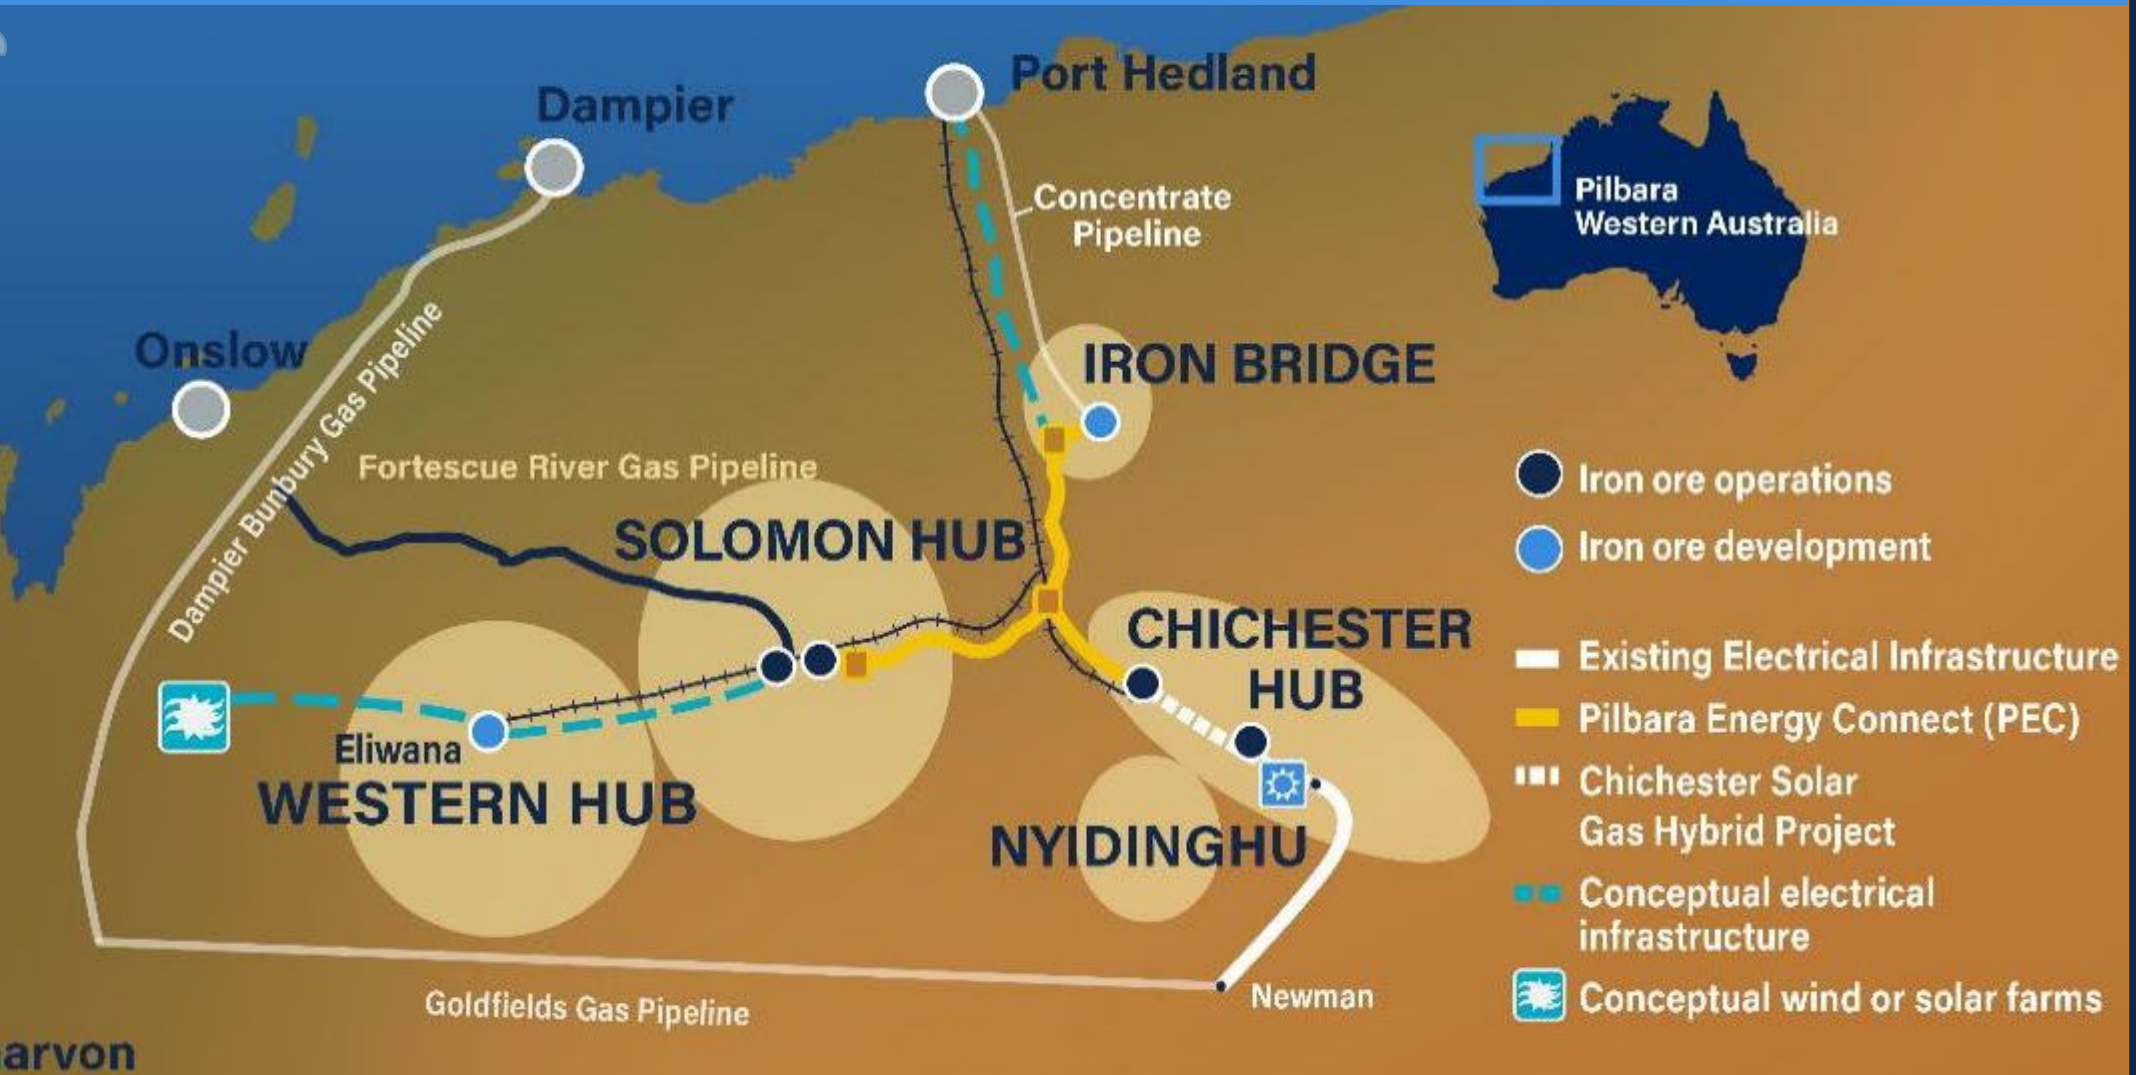 Port Hedland
Dampier
Concentrate
Pipeline
Pilbara
Western Australia
Onslow
Dampier Bunbury Gas Pipeline
IRON BRIDGE
Fortescue River Gas Pipeline
SOLOMON HUB
CHICHESTER
HUB
Eliwana
WESTERN HUB
NYIDINGHU
Goldfields Gas Pipeline
Newman
arvon
Iron ore operations
Iron ore development
Existing Electrical Infrastructure
Pilbara Energy Connect (PEC)
Chichester Solar
Gas Hybrid Project
Conceptual electrical
infrastructure
Conceptual wind or solar farms